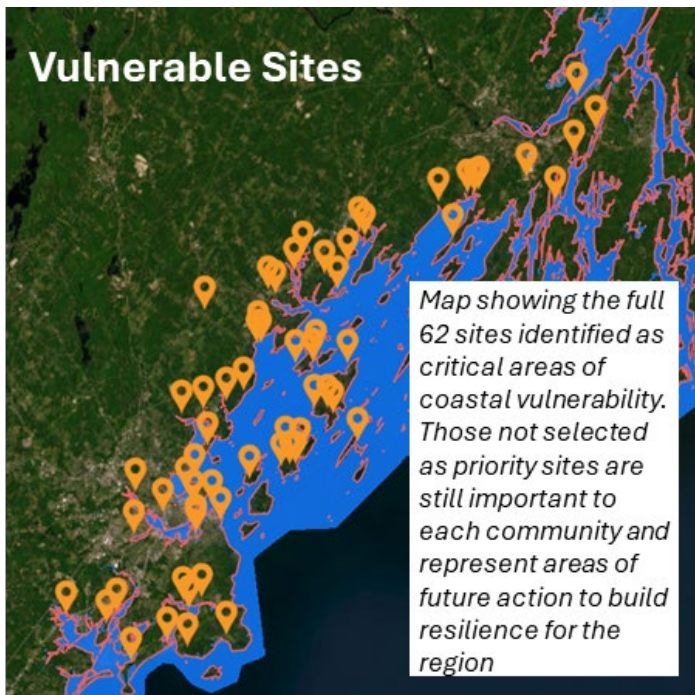 Vulnerable Sites
Map showing the full
62 sites identified as
critical areas of
coastal vulnerability.
Those not selected
as priority sites are
still important to
each community and
represent areas of
future action to build
resilience for the
region